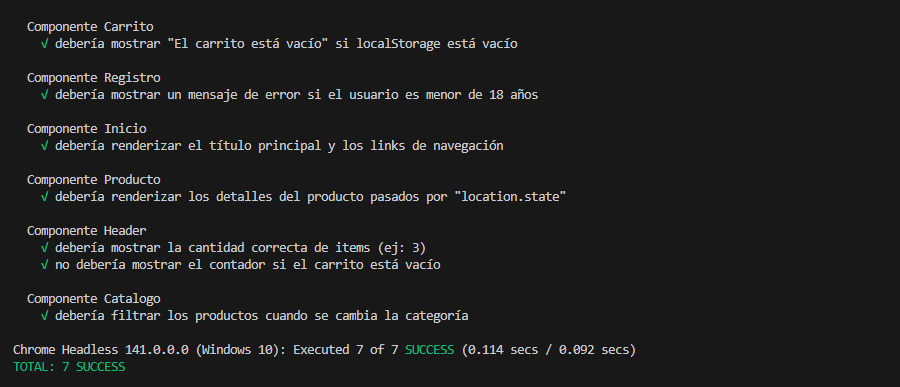 Componente Carrito
√ debería mostrar "El carrito está vacío" si localStorage está vacío
Componente Registro
√ debería mostrar un mensaje de error si el usuario es menor de 18 años
Componente Inicio
√ debería renderizar el título principal y los links de navegación
Componente Producto
√ debería renderizar los detalles del producto pasados por "location.state"
Componente Header
√ debería mostrar la cantidad correcta de items (ej: 3)
√ no debería mostrar el contador si el carrito está vacío
Componente Catalogo
√ debería filtrar los productos cuando se cambia la categoría
Chrome Headless 141.0.0.0 (Windows 10): Executed 7 of 7 SUCCESS (0.114 secs / 0.092 secs)
TOTAL: 7 SUCCESS